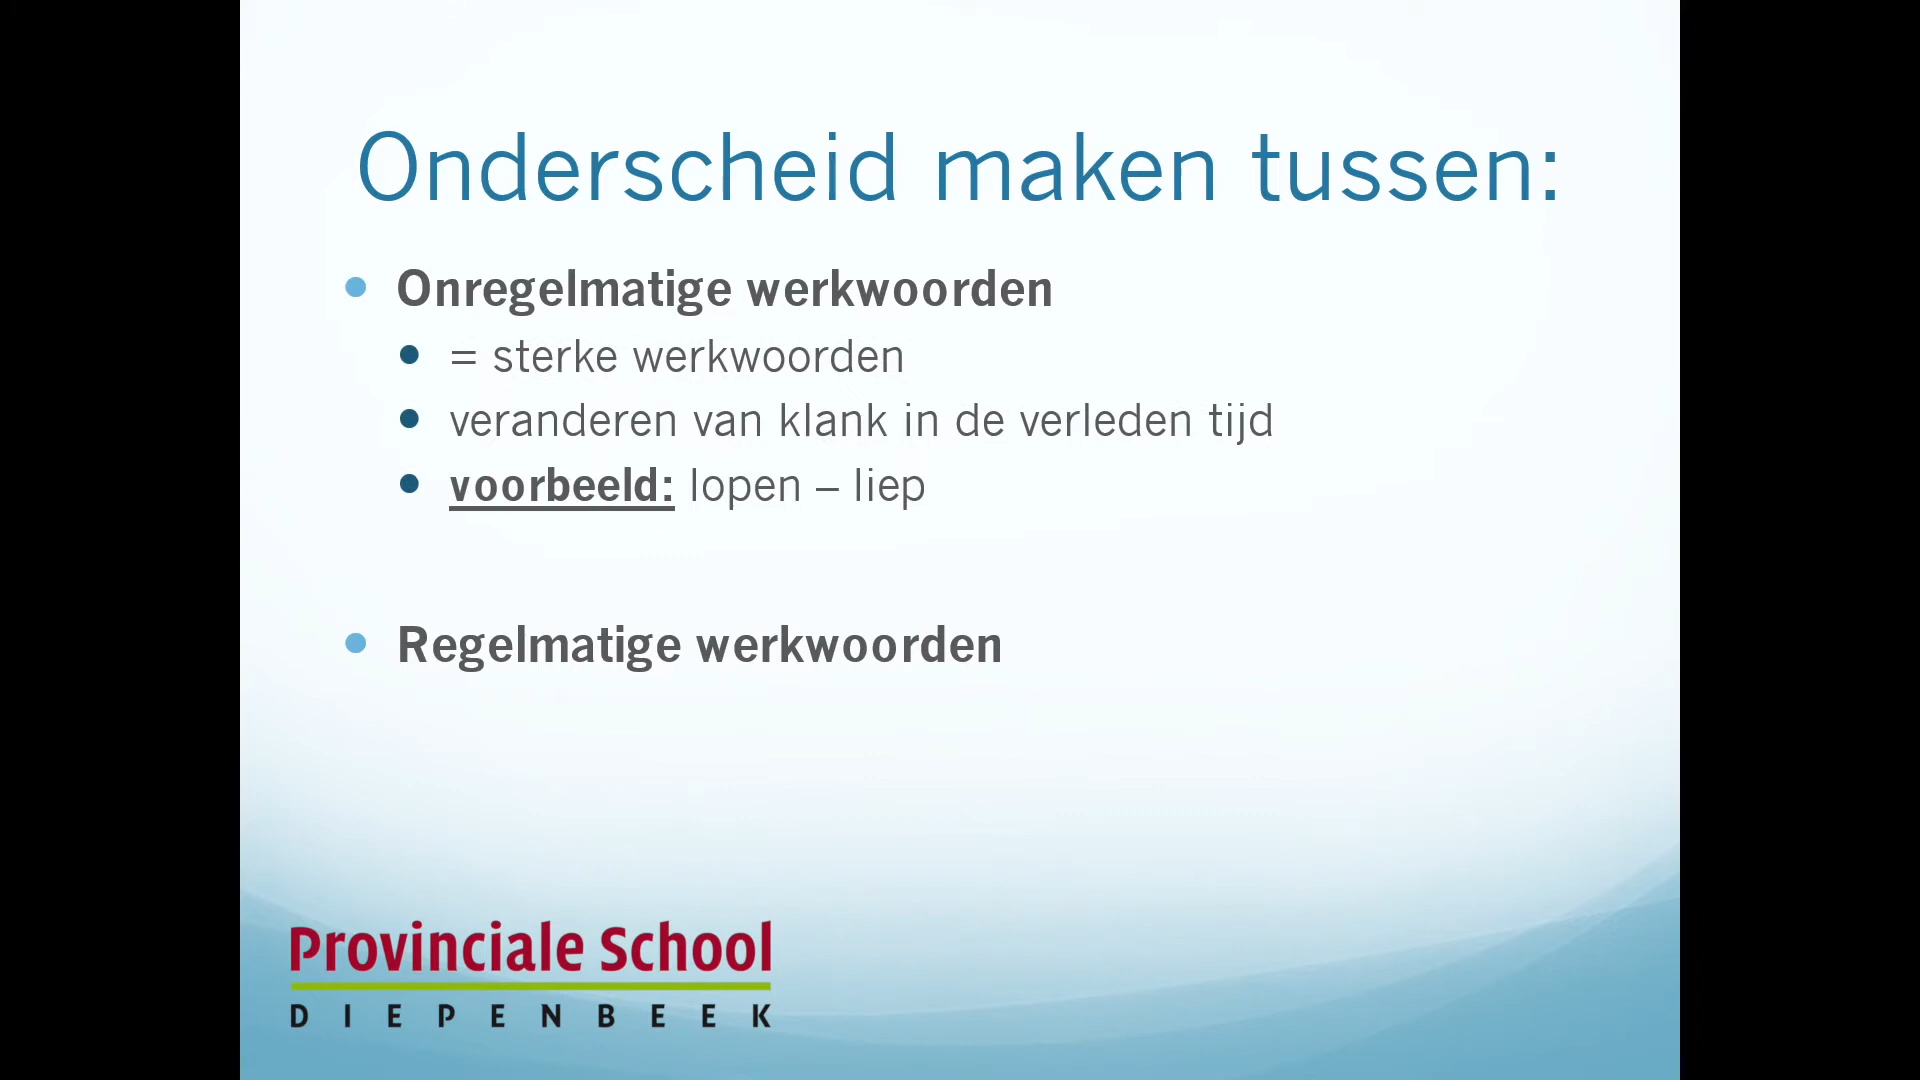 Onderscheid maken tussen:
Onregelmatige werkwoorden
= sterke werkwoorden
veranderen van klank in de verleden tijd
voorbeeld: lopen – liep
Regelmatige werkwoorden
Provinciale School
DIEPENBEEK